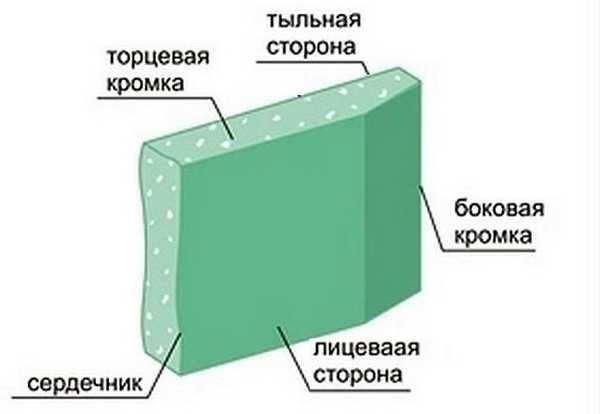 тыльная
сторона
торцевая
кромка
боковая
кромка
лицеваая
сторона
сердечник